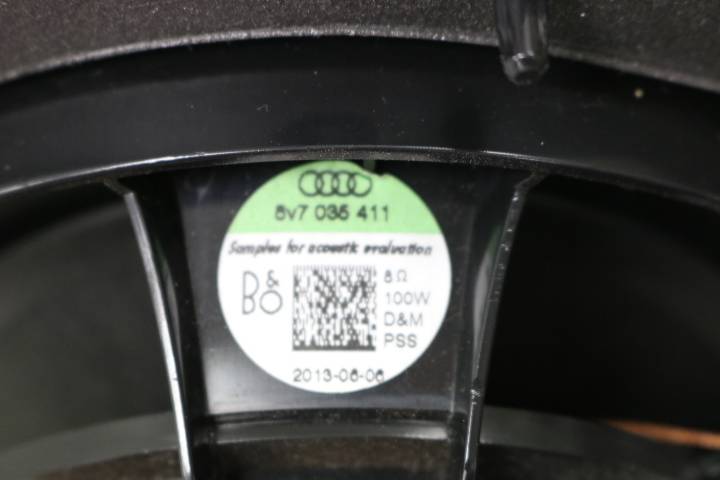 8v7 035 411
Samples for acoustic evaluation
B&O
8Ω
100W
D&M
PSS
2013-06-06